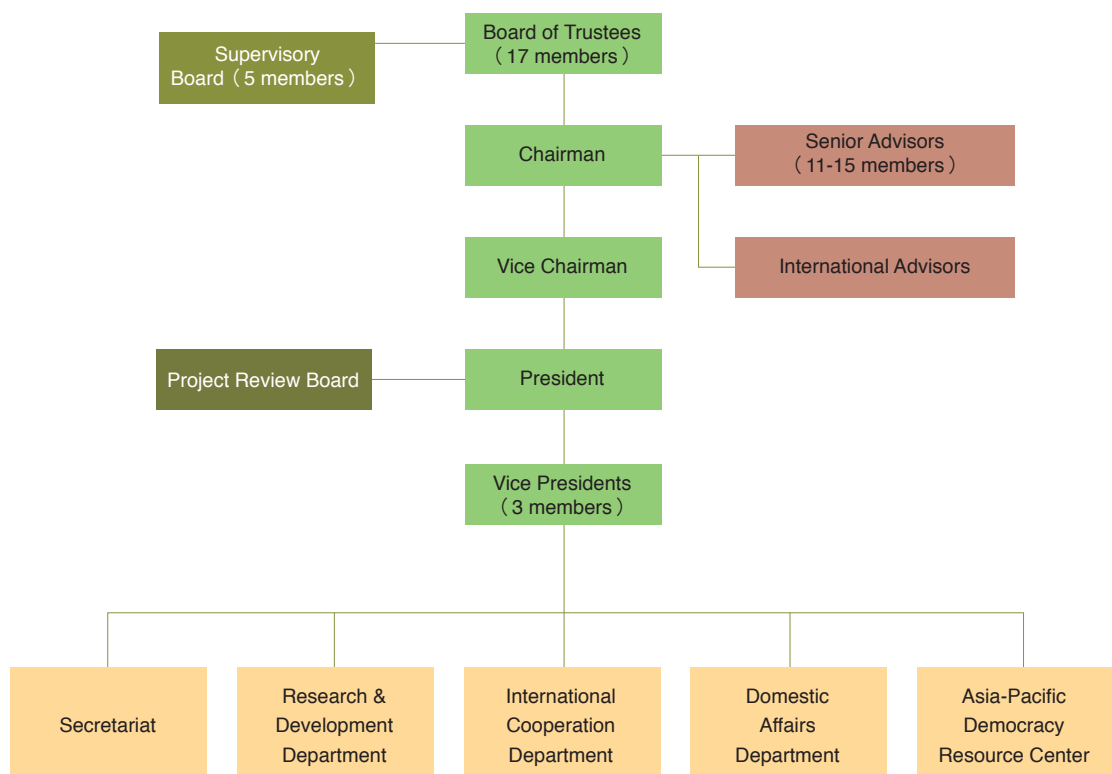 Board of Trustees
（17 members）
Supervisory
Board（5 members）
Chairman
Senior Advisors
（11-15 members）
Vice Chairman
International Advisors
Project Review Board
President
Vice Presidents
（3 members）
Secretariat
Research &
Development
Department
International
Cooperation
Department
Domestic
Affairs
Department
Asia-Pacific
Democracy
Resource Center